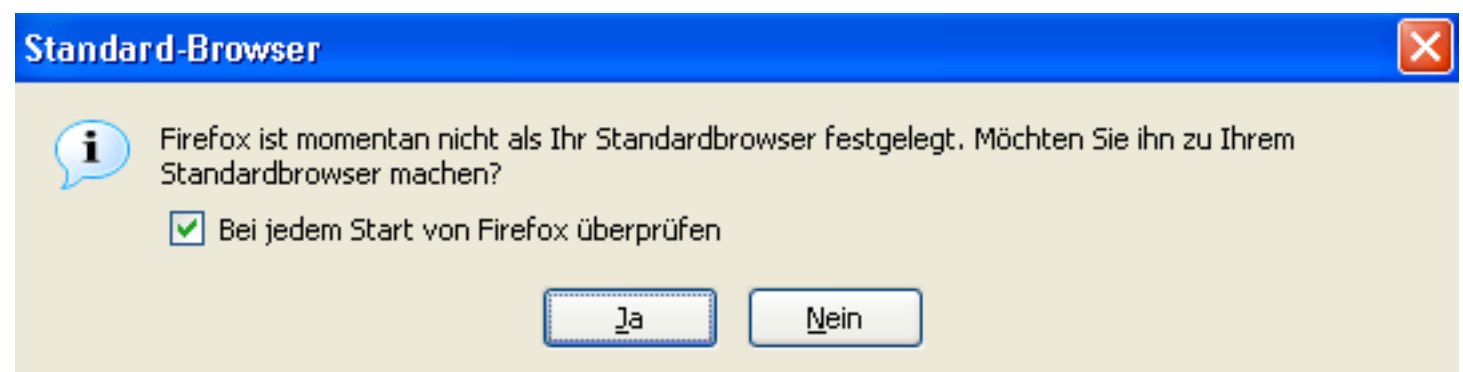 Standard-Browser
Firefox ist momentan nicht als Ihr Standardbrowser festgelegt. Möchten Sie ihn zu Ihrem
Standardbrowser machen?
Bei jedem Start von Firefox überprüfen
Ja Nein